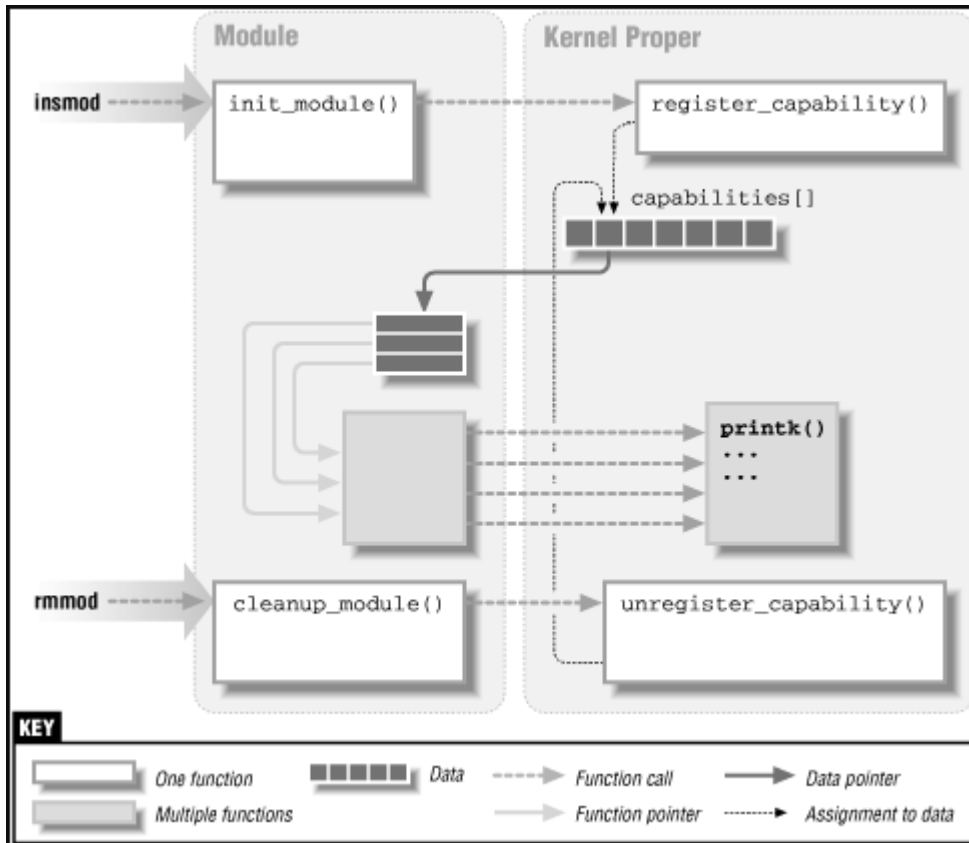 Module
Kernel Proper
insmod
init_module()
register_capability()
capabilities[]
printk()
...
...
rmmod
cleanup_module()
unregister_capability()
KEY
One function
Data
Function call
Data pointer
Multiple functions
Function pointer
Assignment to data